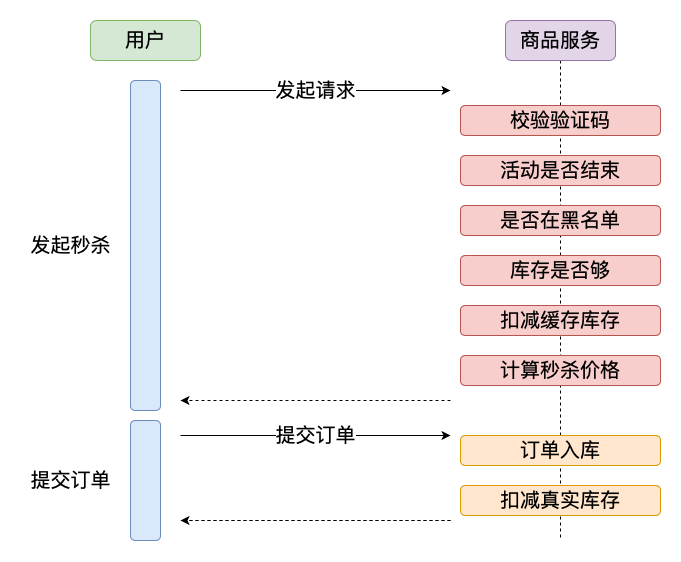 用户
商品服务
发起请求
校验验证码
活动是否结束
是否在黑名单
发起秒杀
库存是否够
扣减缓存库存
计算秒杀价格
提交订单
订单入库
提交订单
扣减真实库存